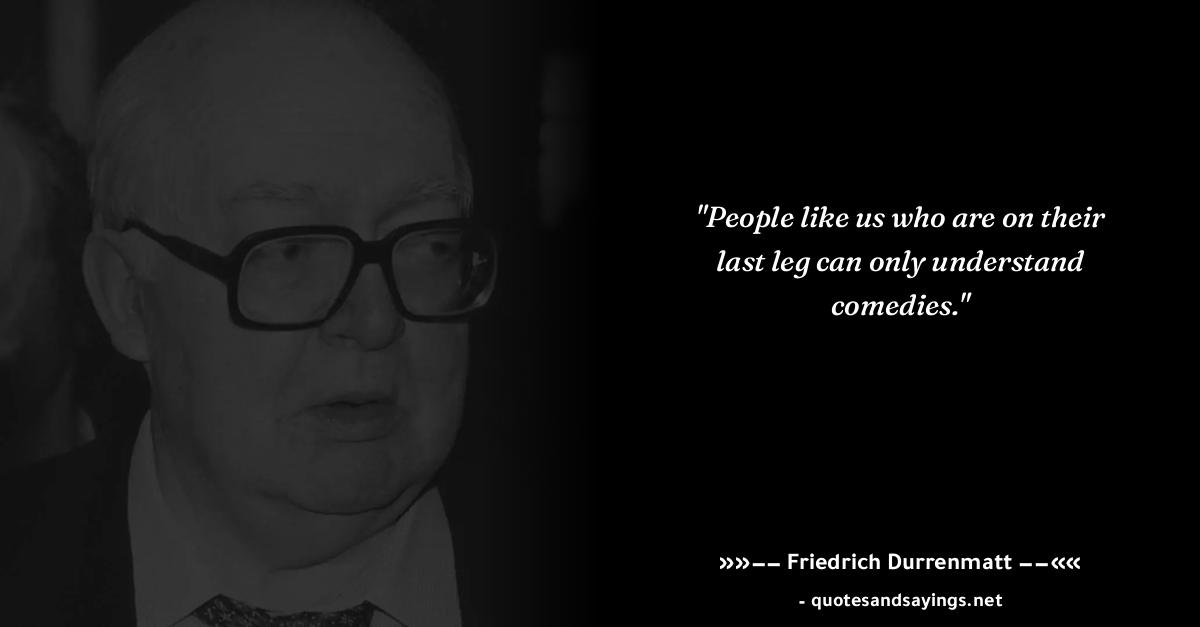 "People like us who are on their
last leg can only understand
comedies."
»»−− Friedrich Durrenmatt −−««
- quotesandsayings.net